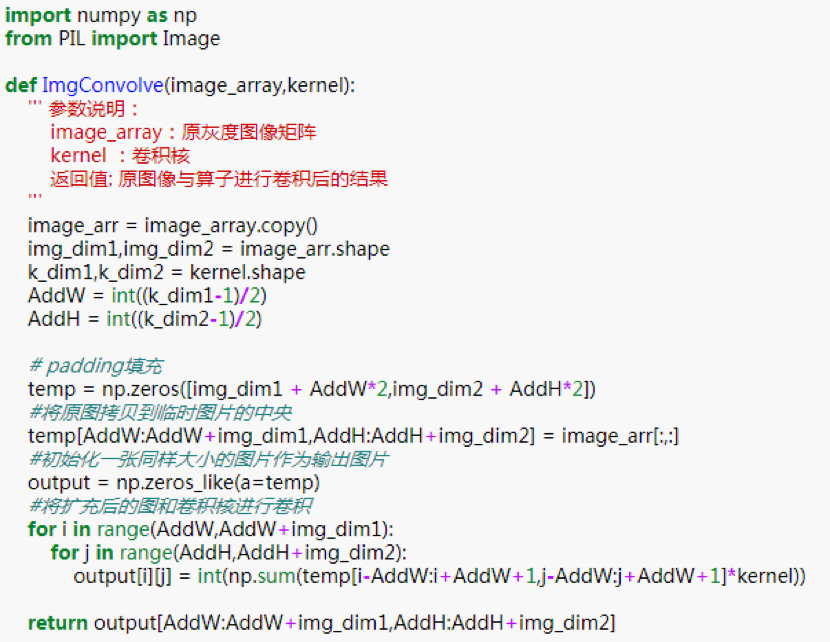 import numpy as np
from PIL import Image
def ImgConvolve(image_array,kernel):
''' 参数说明：
image_array：原灰度图像矩阵
kernel ：卷积核
返回值: 原图像与算子进行卷积后的结果
'''
image_arr = image_array.copy()
img_dim1,img_dim2 = image_arr.shape
k_dim1,k_dim2 = kernel.shape
AddW = int((k_dim1-1)/2)
AddH = int((k_dim2-1)/2)
# padding填充
temp = np.zeros([img_dim1 + AddW*2,img_dim2 + AddH*2])
#将原图拷贝到临时图片的中央
temp[AddW:AddW+img_dim1,AddH:AddH+img_dim2] = image_arr[:,:]
#初始化一张同样大小的图片作为输出图片
output = np.zeros_like(a=temp)
#将扩充后的图和卷积核进行卷积
for i in range(AddW,AddW+img_dim1):
for j in range(AddH,AddH+img_dim2):
output[i][j] = int(np.sum(temp[i-AddW:i+AddW+1,j-AddW:j+AddW+1]*kernel))
return output[AddW:AddW+img_dim1,AddH:AddH+img_dim2]